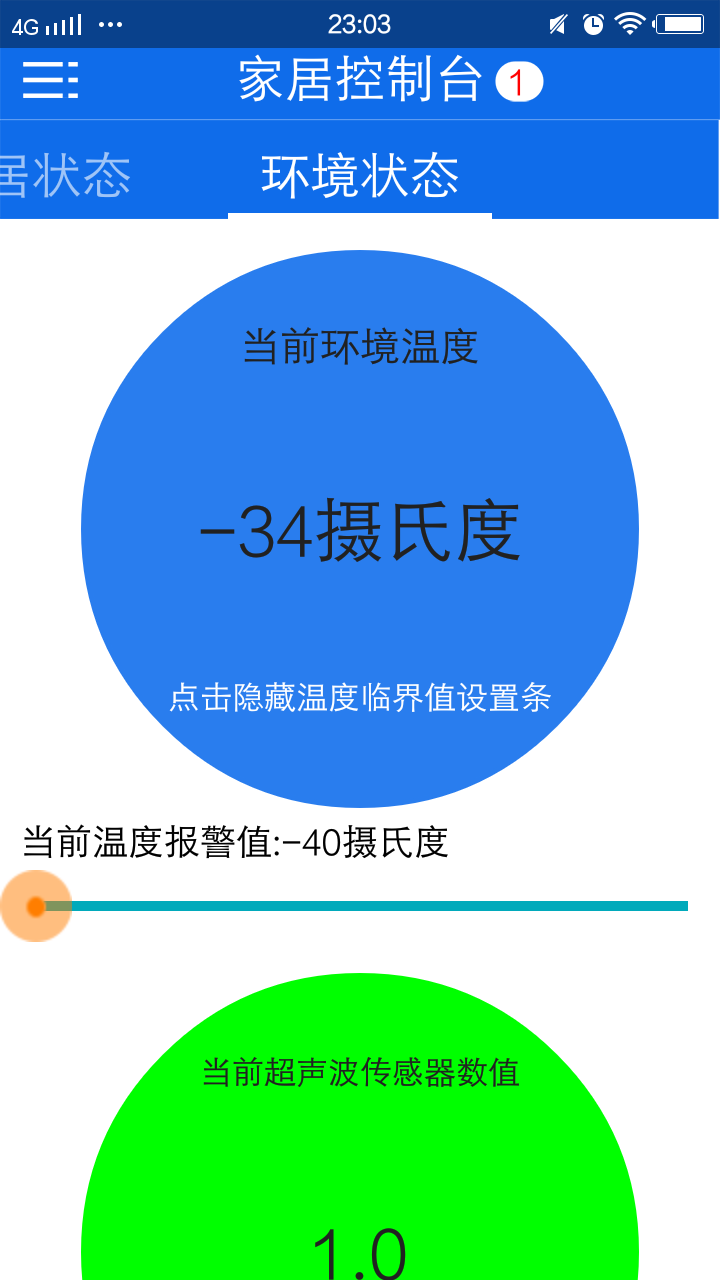 4G 23:03
家居控制台 1
居状态 环境状态
当前环境温度
-34摄氏度
点击隐藏温度临界值设置条
当前温度报警值:-40摄氏度
当前超声波传感器数值
1.0